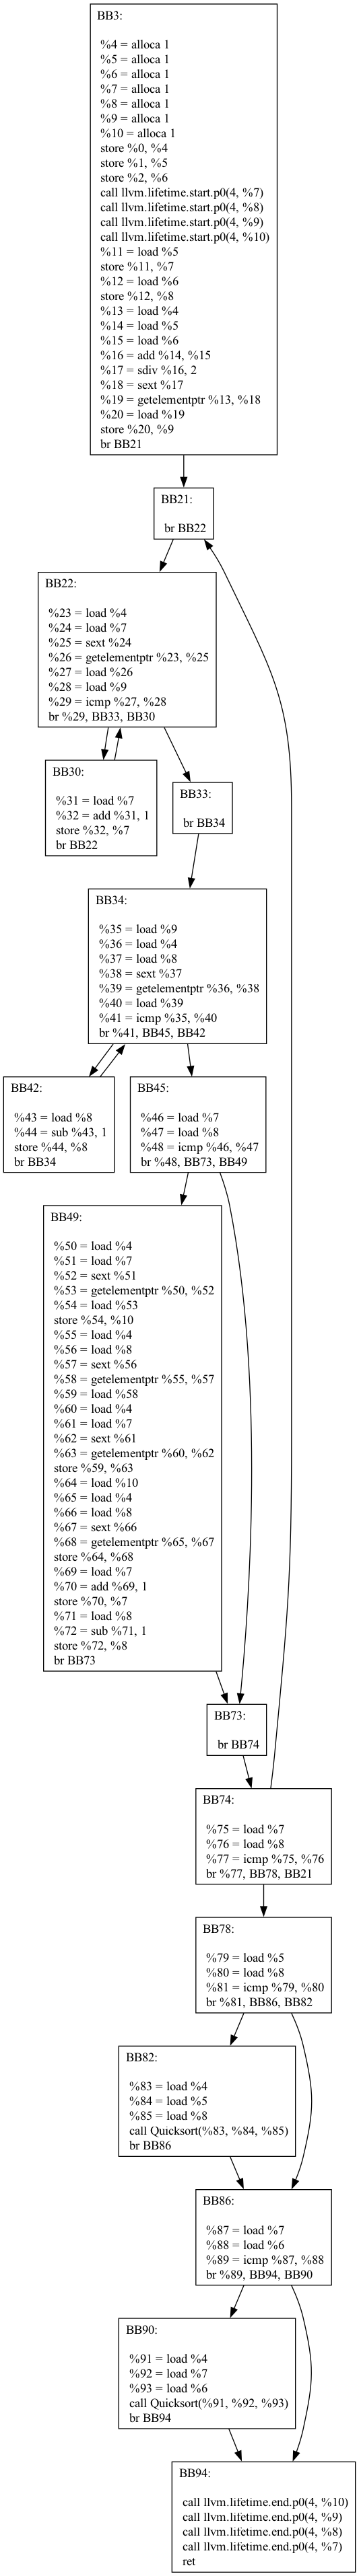 BB3:
%4 = alloca 1
%5 = alloca 1
%6 = alloca 1
%7 = alloca 1
%8 = alloca 1
%9 = alloca 1
%10 = alloca 1
store %0, %4
store %1, %5
store %2, %6
call llvm.lifetime.start.p0(4, %7)
call llvm.lifetime.start.p0(4, %8)
call llvm.lifetime.start.p0(4, %9)
call llvm.lifetime.start.p0(4, %10)
%11 = load %5
store %11, %7
%12 = load %6
store %12, %8
%13 = load %4
%14 = load %5
%15 = load %6
%16 = add %14, %15
%17 = sdiv %16, 2
%18 = sext %17
%19 = getelementptr %13, %18
%20 = load %19
store %20, %9
br BB21
BB21:
br BB22
BB22:
%23 = load %4
%24 = load %7
%25 = sext %24
%26 = getelementptr %23, %25
%27 = load %26
%28 = load %9
%29 = icmp %27, %28
br %29, BB33, BB30
BB30:
%31 = load %7
%32 = add %31, 1
store %32, %7
br BB22
BB33:
br BB34
BB34:
%35 = load %9
%36 = load %4
%37 = load %8
%38 = sext %37
%39 = getelementptr %36, %38
%40 = load %39
%41 = icmp %35, %40
br %41, BB45, BB42
BB42:
%43 = load %8
%44 = sub %43, 1
store %44, %8
br BB34
BB45:
%46 = load %7
%47 = load %8
%48 = icmp %46, %47
br %48, BB73, BB49
BB49:
%50 = load %4
%51 = load %7
%52 = sext %51
%53 = getelementptr %50, %52
%54 = load %53
store %54, %10
%55 = load %4
%56 = load %8
%57 = sext %56
%58 = getelementptr %55, %57
%59 = load %58
%60 = load %4
%61 = load %7
%62 = sext %61
%63 = getelementptr %60, %62
store %59, %63
%64 = load %10
%65 = load %4
%66 = load %8
%67 = sext %66
%68 = getelementptr %65, %67
store %64, %68
%69 = load %7
%70 = add %69, 1
store %70, %7
%71 = load %8
%72 = sub %71, 1
store %72, %8
br BB73
BB73:
br BB74
BB74:
%75 = load %7
%76 = load %8
%77 = icmp %75, %76
br %77, BB78, BB21
BB78:
%79 = load %5
%80 = load %8
%81 = icmp %79, %80
br %81, BB86, BB82
BB82:
%83 = load %4
%84 = load %5
%85 = load %8
call Quicksort(%83, %84, %85)
br BB86
BB86:
%87 = load %7
%88 = load %6
%89 = icmp %87, %88
br %89, BB94, BB90
BB90:
%91 = load %4
%92 = load %7
%93 = load %6
call Quicksort(%91, %92, %93)
br BB94
BB94:
call llvm.lifetime.end.p0(4, %10)
call llvm.lifetime.end.p0(4, %9)
call llvm.lifetime.end.p0(4, %8)
call llvm.lifetime.end.p0(4, %7)
ret